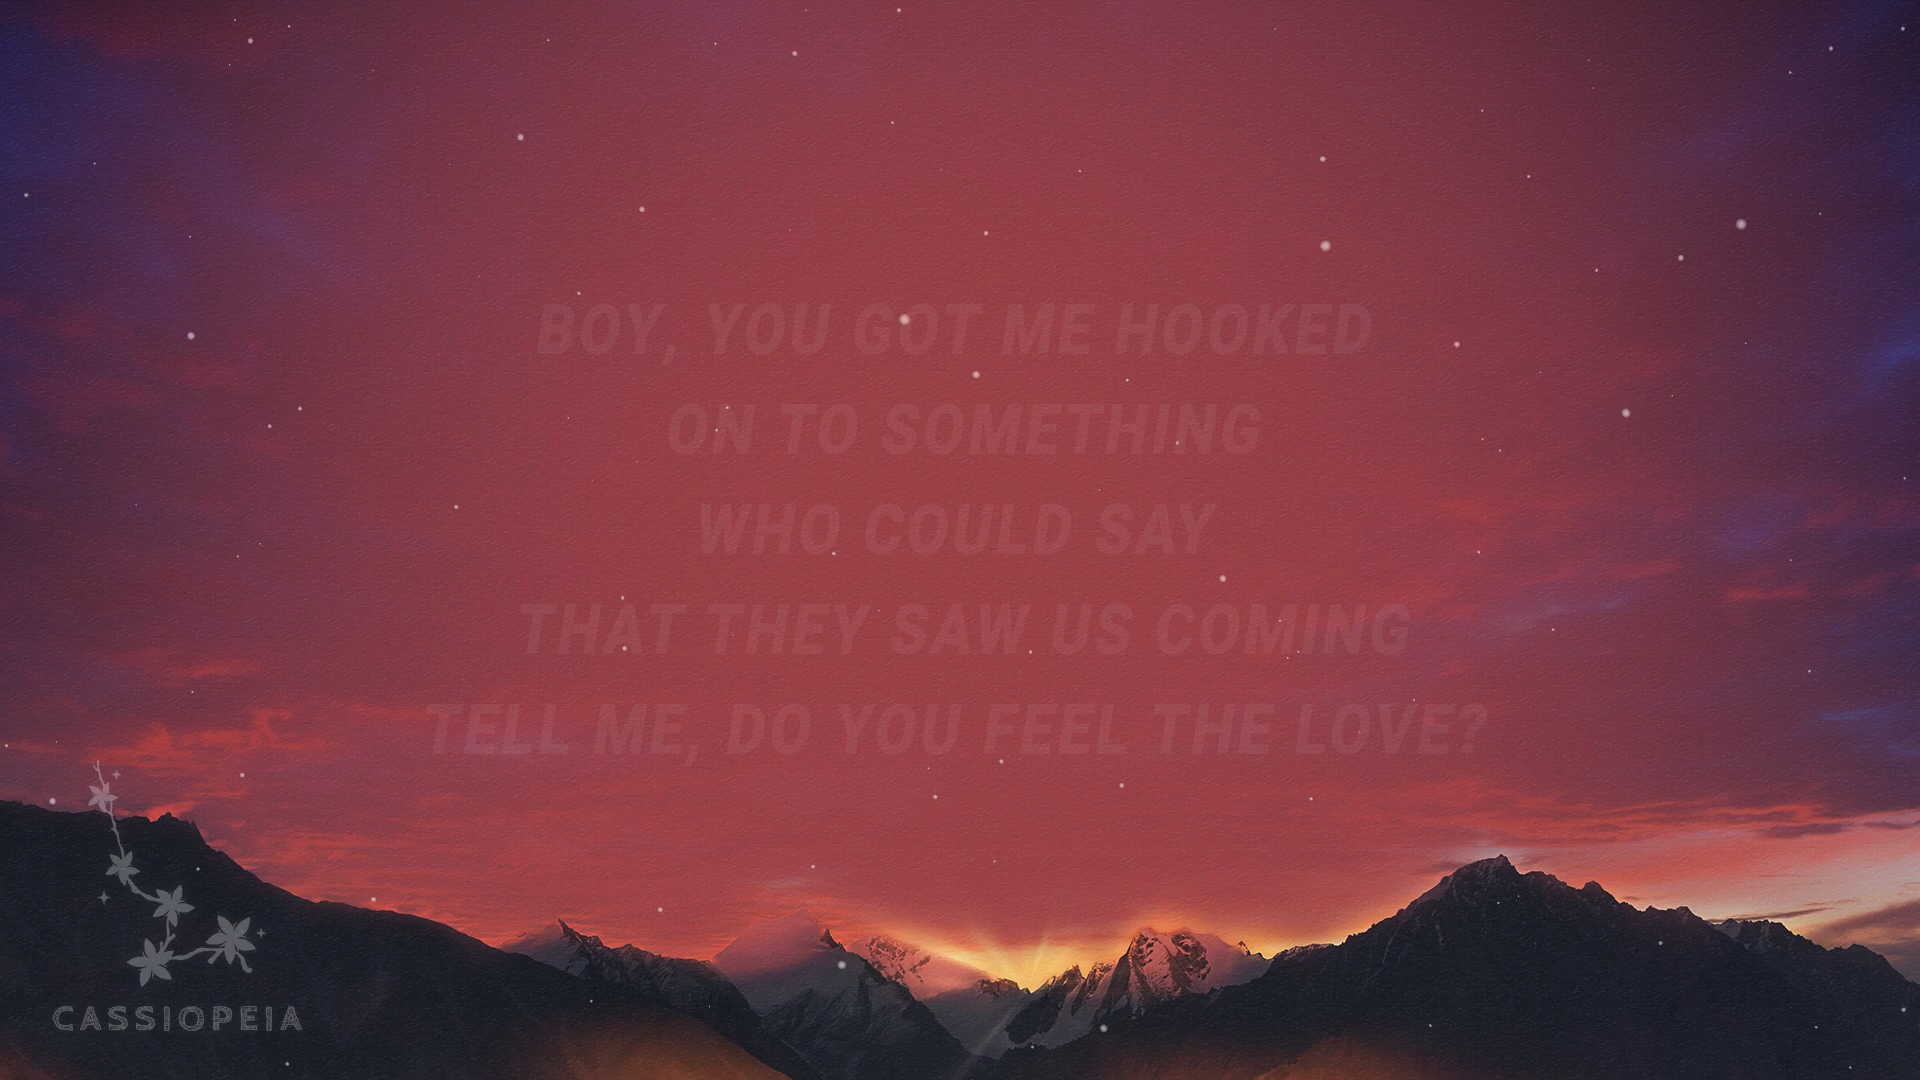 BOY, YOU GOT ME HOOKED
ON TO SOMETHING
WHO COULD SAY
THAT THEY SAW US COMING
TELL ME, DO YOU FEEL THE LOVE?
CASSIOPEIA